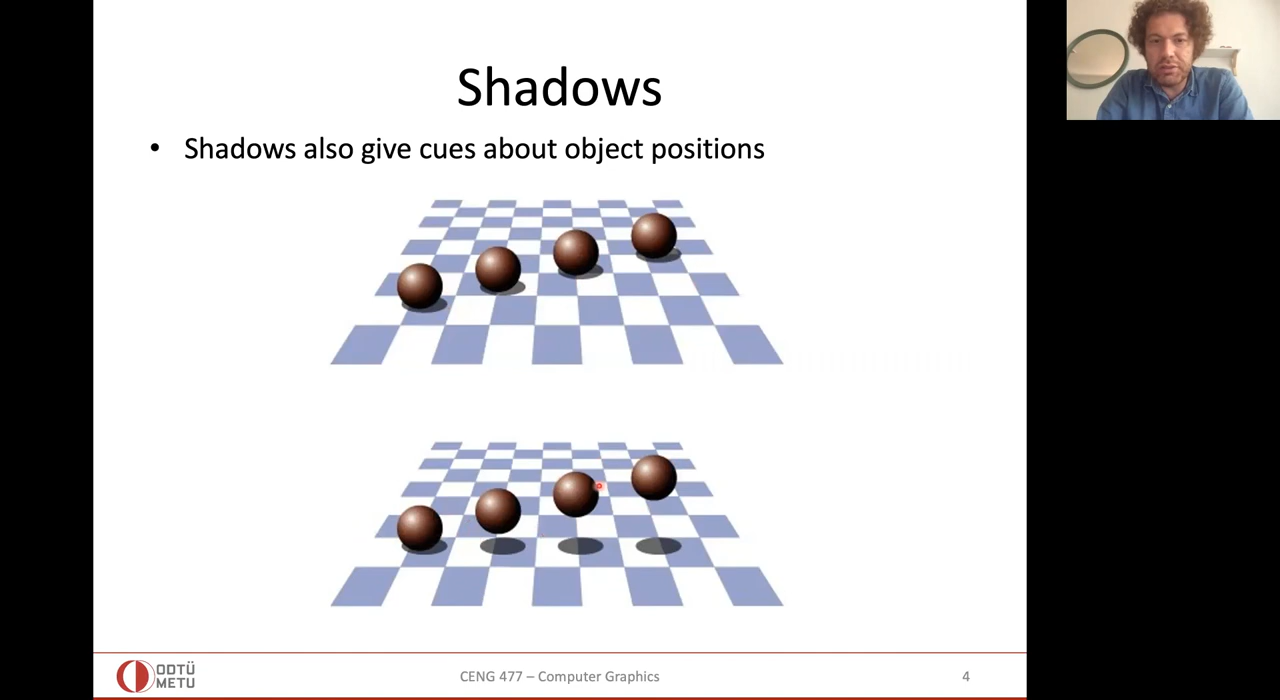 Shadows
• Shadows also give cues about object positions
ODTÜ
METU
CENG 477 – Computer Graphics
4